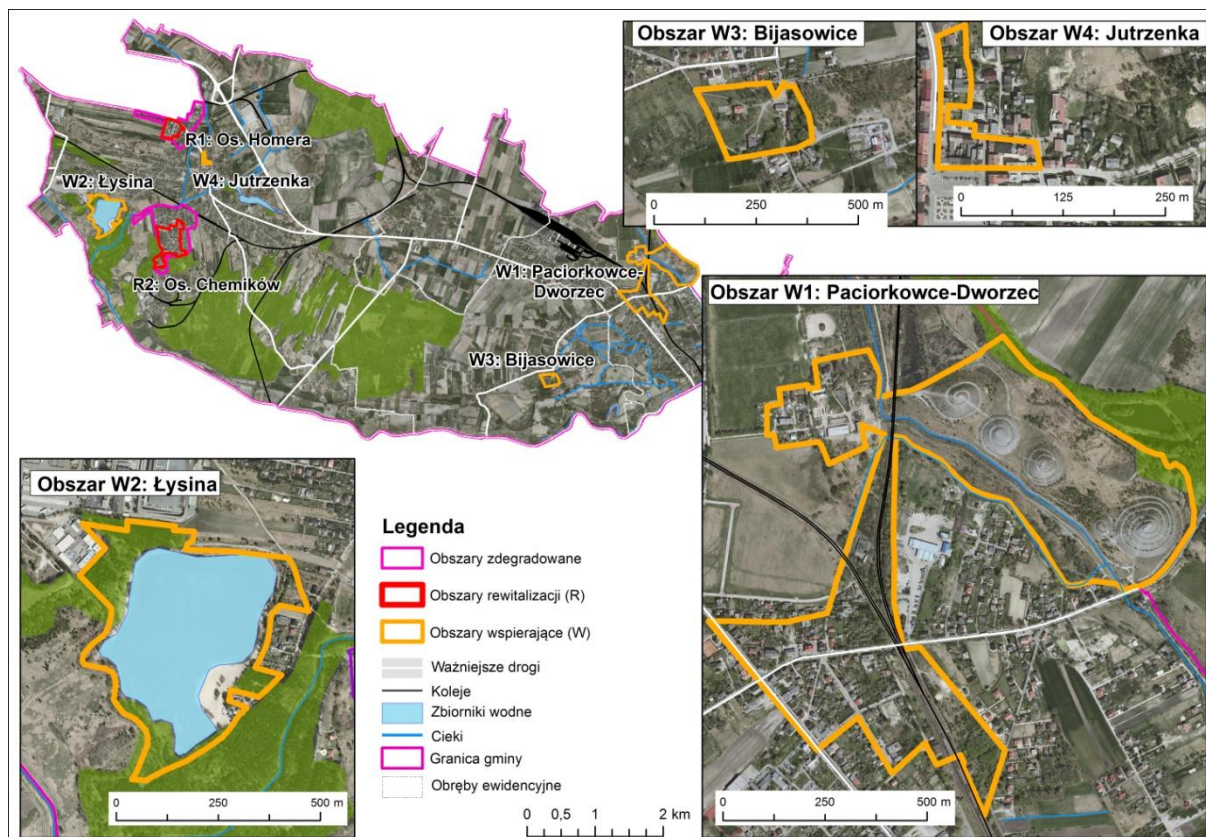 Obszar W3: Bijasowice
0 250 500 m
Obszar W4: Jutrzenka
0 125 250 m
R1: Os. Homera
W4: Jutrzenka
W2: Łysina
R2: Os. Chemików
W1: Paciorkowce-
Dworzec
W3: Bijasowice
Obszar W1: Paciorkowce-Dworzec
0 250 500 m
Obszar W2: Łysina
0 250 500 m
Legenda
Obszary zdegradowane
Obszary rewitalizacji (R)
Obszary wspierające (W)
Ważniejsze drogi
Koleje
Zbiorniki wodne
Cieki
Granica gminy
Obręby ewidencyjne
0 0,5 1 2 km